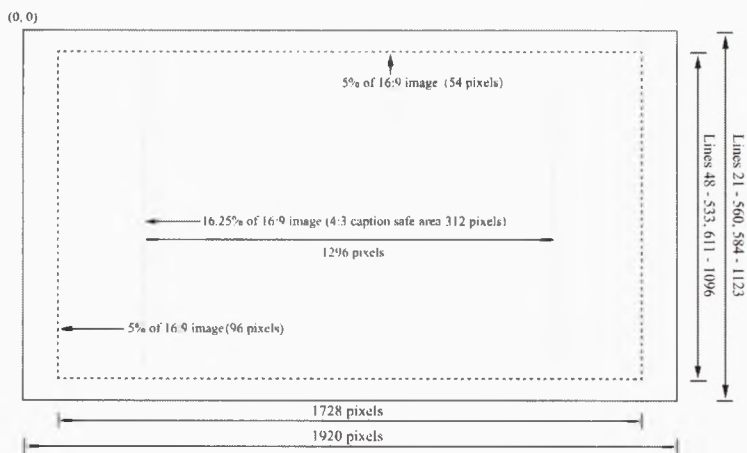 (0, 0)
5% of 16:9 image (54 pixels)
16.25% of 16:9 image (4:3 caption safe area 312 pixels)
1296 pixels
5% of 16:9 image (96 pixels)
Lines 48 - 533, 611 - 1096
Lines 21 - 560, 584 - 1123
1728 pixels
1920 pixels